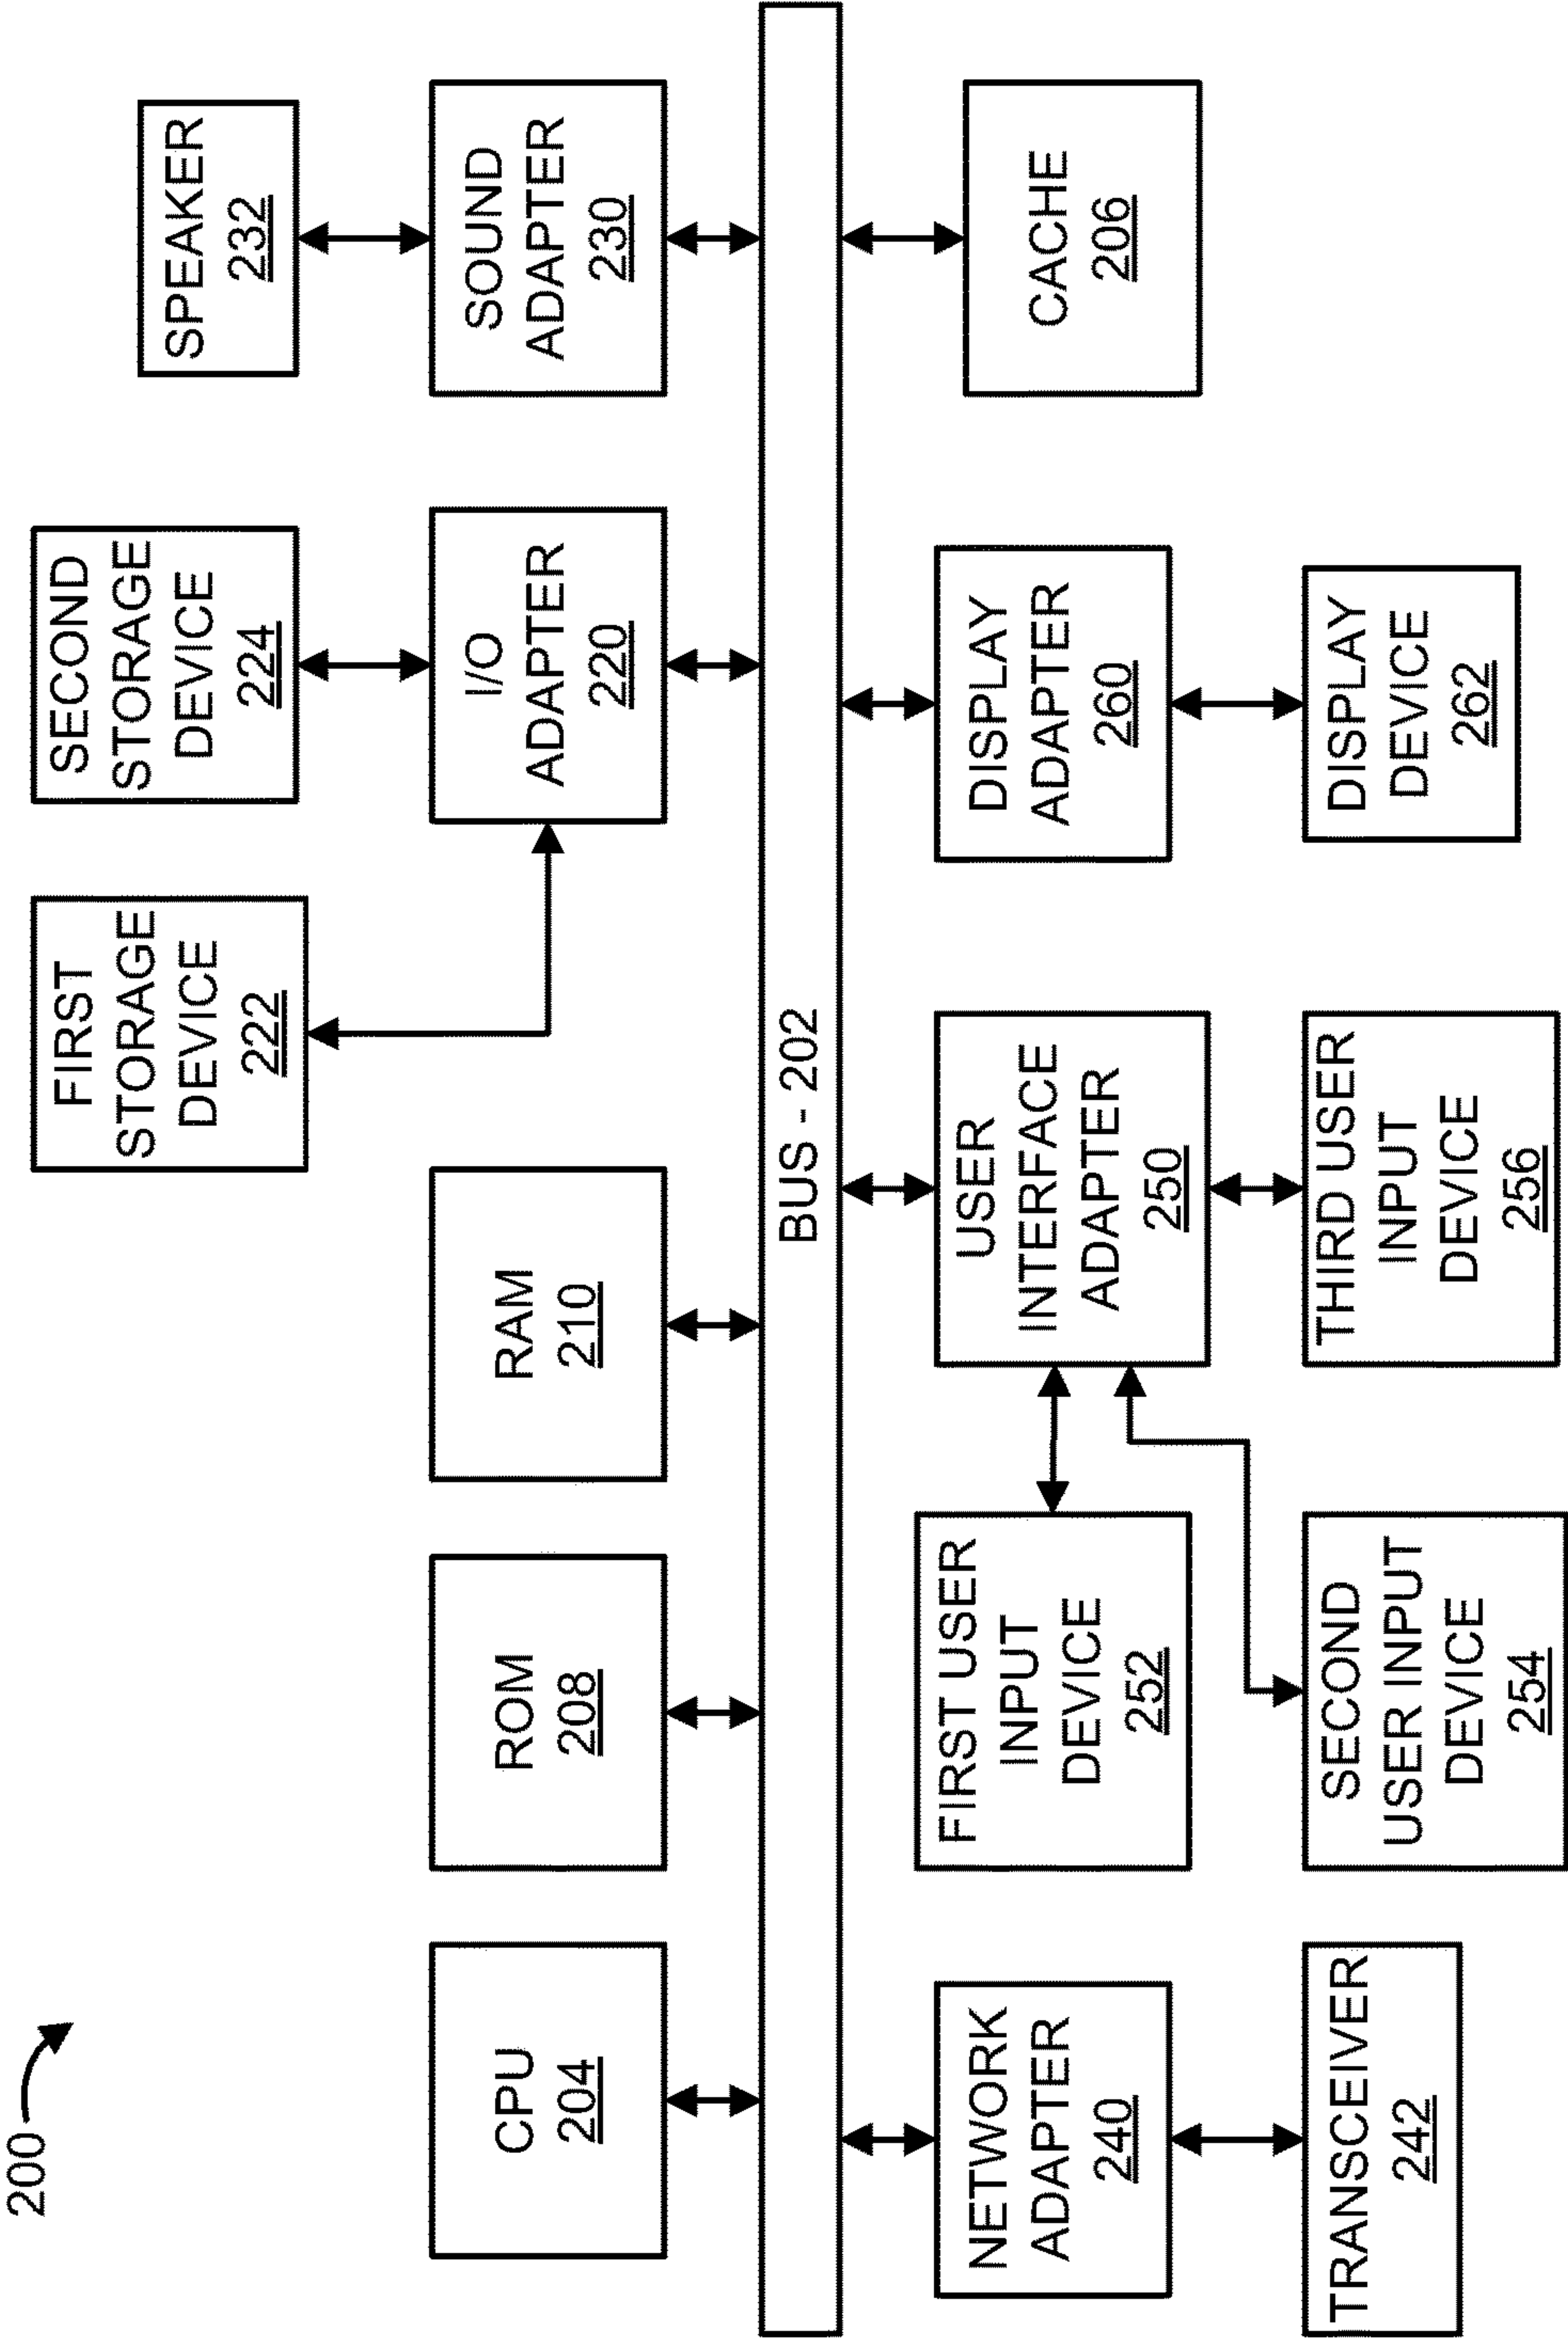 200
CPU
204
ROM
208
RAM
210
FIRST
STORAGE
DEVICE
222
SECOND
STORAGE
DEVICE
224
I/O
ADAPTER
220
SPEAKER
232
SOUND
ADAPTER
230
BUS - 202
NETWORK
ADAPTER
240
TRANSCEIVER
242
FIRST USER
INPUT
DEVICE
252
SECOND
USER INPUT
DEVICE
254
USER
INTERFACE
ADAPTER
250
THIRD USER
INPUT
DEVICE
256
DISPLAY
ADAPTER
260
DISPLAY
DEVICE
262
CACHE
206